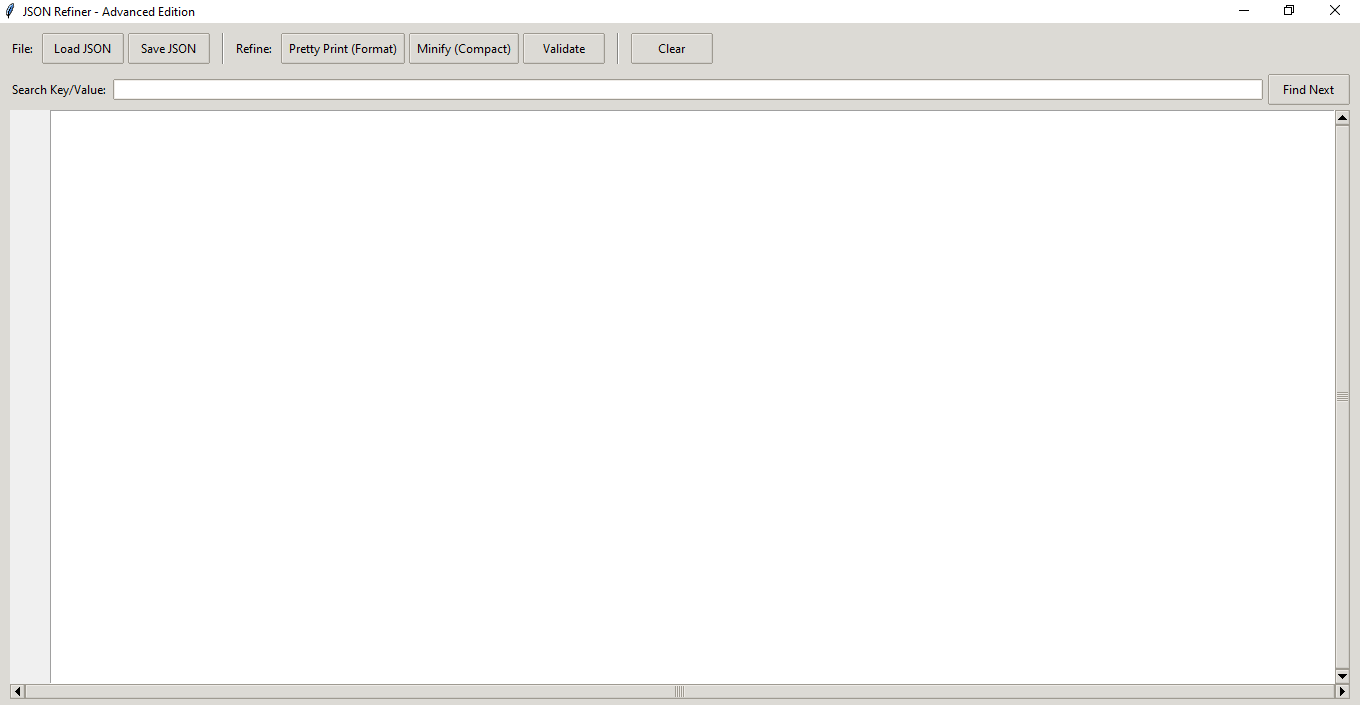 JSON Refiner - Advanced Edition
File: Load JSON Save JSON Refine: Pretty Print (Format) Minify (Compact) Validate Clear
Search Key/Value: Find Next